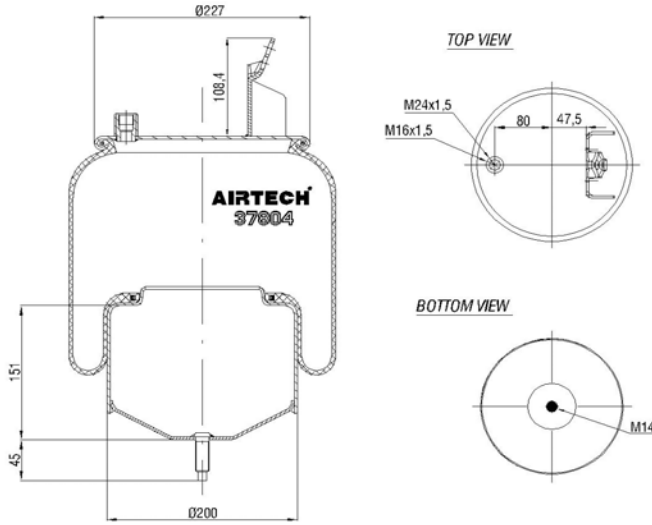 Ø227
108,4
AIRTECH
37804
151
45
Ø200
TOP VIEW
M24x1,5
M16x1,5
80
47,5
BOTTOM VIEW
M14